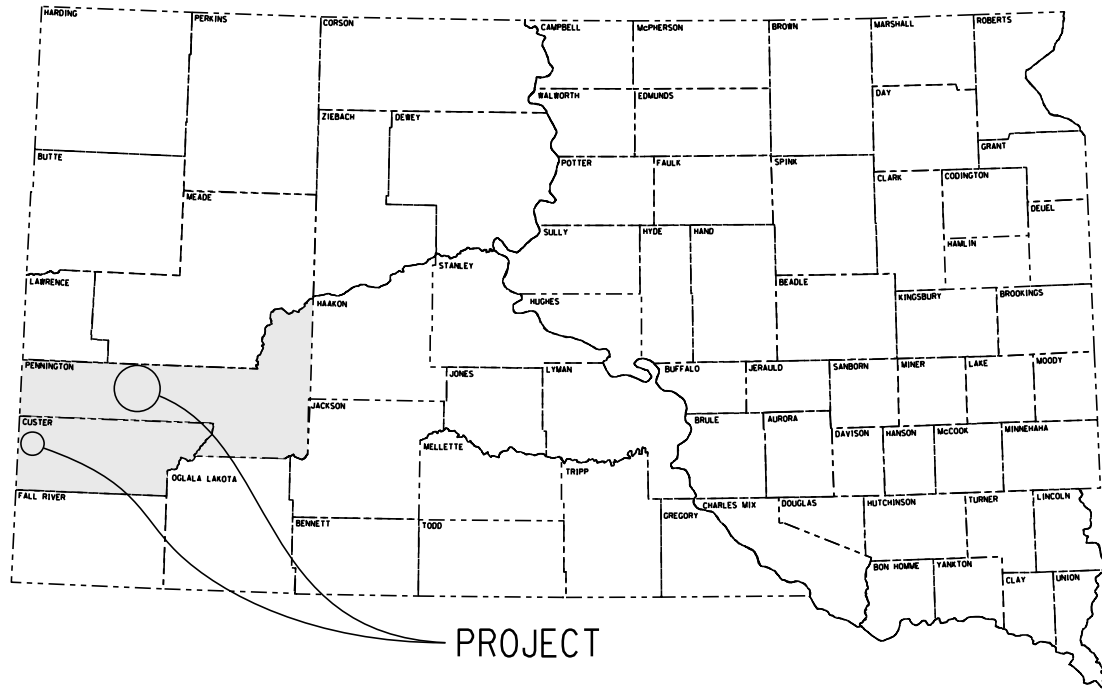 HARDING
PERKINS
CORSON
CAMPBELL
McPHERSON
BROWN
MARSHALL
ROBERTS
WALWORTH
EDMUNDS
DAY
ZIEBACH
DEWEY
GRANT
BUTTE
POTTER
FAULK
SPINK
CLARK
CODINGTON
MEADE
DEUEL
SULLY
HYDE
HAND
HAMLIN
STANLEY
LAWRENCE
BEADLE
HAAKON
HUGHES
KINGSBURY
BROOKINGS
PENNINGTON
JONES
LYMAN
BUFFALO
JERAULD
SANBORN
MINER
LAKE
MOODY
JACKSON
CUSTER
BRULE
AURORA
DAVISON
HANSON
McCOOK
MINNEHAHA
MELLETTE
OGLALA LAKOTA
TRIPP
FALL RIVER
GREGORY
CHARLES MIX
DOUGLAS
HUTCHINSON
TURNER
LINCOLN
BENNETT
TODD
BON HOMME
YANKTON
CLAY
UNION
PROJECT